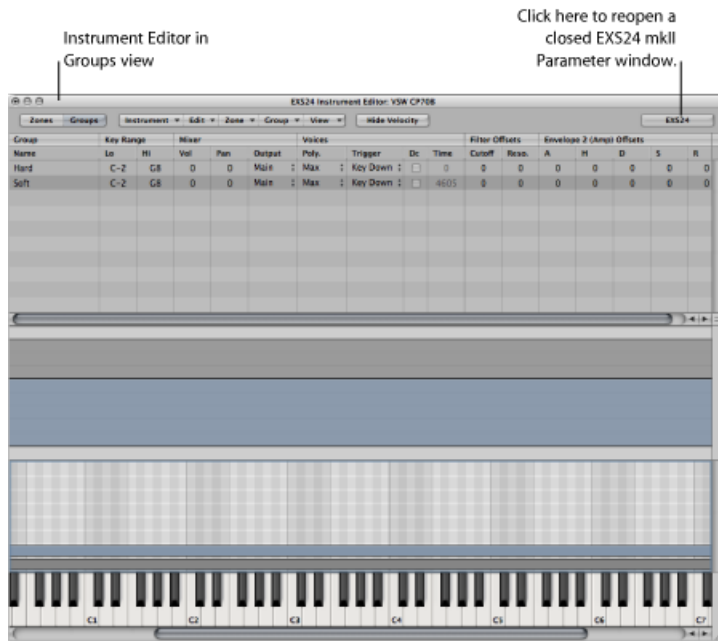 Click here to reopen a
closed EXS24 mkII
Parameter window.
Instrument Editor in
Groups view
EXS24 Instrument Editor: VSW CP70B
Zones Groups Instrument Edit Zone Group View Hide Velocity EXS24
Group Key Range Mixer Voices Filter Offsets Envelope 2 (Amp) Offsets
Name Lo Hi Vol Pan Output Poly. Trigger Dc Time Cutoff Reso. A H D S R
Hard C-2 G8 0 0 Main Max Key Down 0 0 0 0 0 0 0 0
Soft C-2 G8 0 0 Main Max Key Down 4605 0 0 0 0 0 0 0
C1 C2 C3 C4 C5 C6 C7